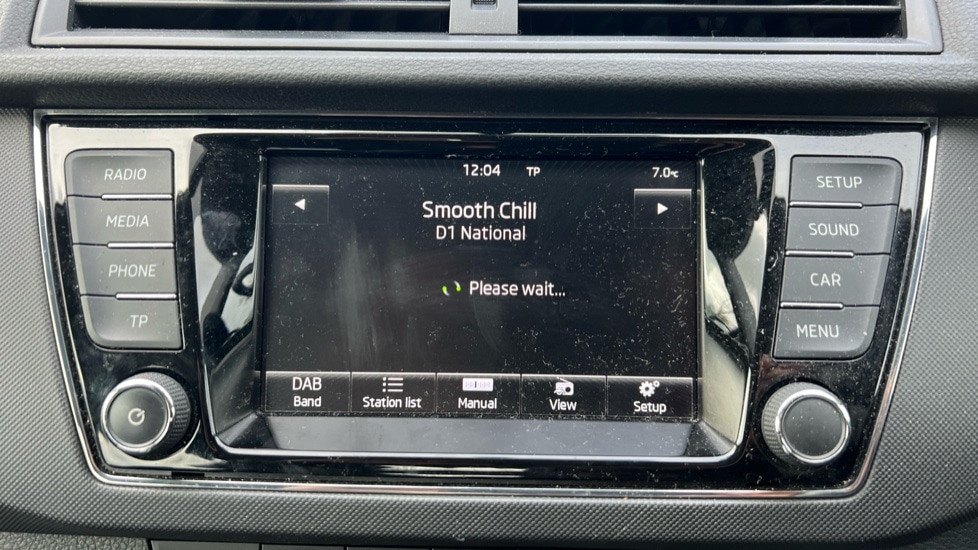 RADIO
MEDIA
PHONE
TP
12:04 TP 7.0°C
Smooth Chill
D1 National
Please wait...
DAB
Band
Station list
Manual
View
Setup
SETUP
SOUND
CAR
MENU